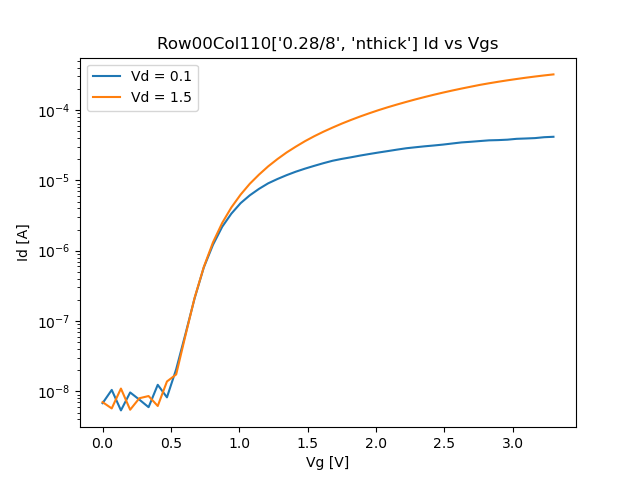 Row00Col110['0.28/8', 'nthick'] Id vs Vgs
Vd = 0.1
Vd = 1.5
Id [A]
10⁻⁴
10⁻⁵
10⁻⁶
10⁻⁷
10⁻⁸
0.0 0.5 1.0 1.5 2.0 2.5 3.0
Vg [V]